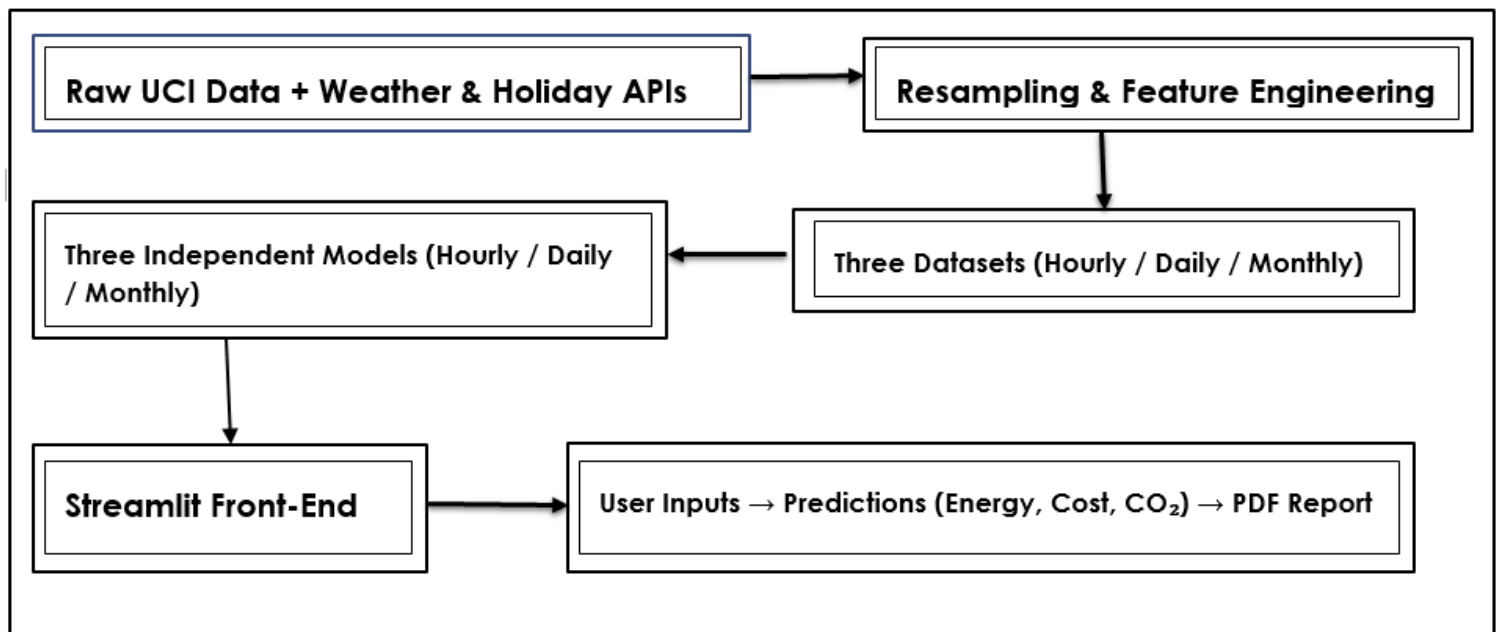 Raw UCI Data + Weather & Holiday APIs
Resampling & Feature Engineering
Three Datasets (Hourly / Daily / Monthly)
Three Independent Models (Hourly / Daily
/ Monthly)
Streamlit Front-End
User Inputs → Predictions (Energy, Cost, CO₂) → PDF Report